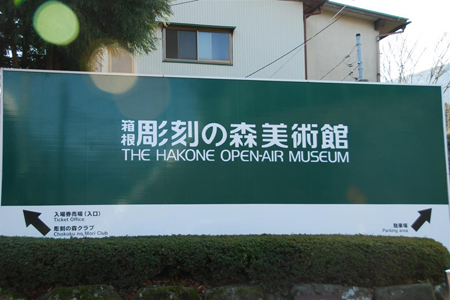 箱根 彫刻の森美術館
THE HAKONE OPEN-AIR MUSEUM
入場券売場(入口)
Ticket Office
彫刻の森クラブ
Chokoku no Mori Club
駐車場
Parking area